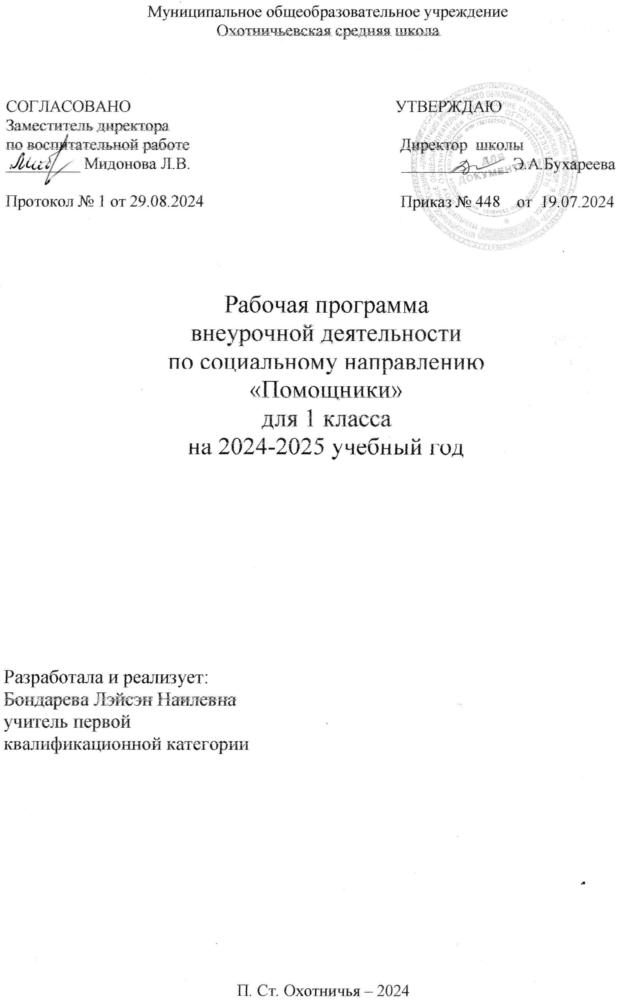 Муниципальное общеобразовательное учреждение
Охотничьевская средняя школа
СОГЛАСОВАНО
Заместитель директора
по воспитательной работе
Мидонова Л.В.
Протокол № 1 от 29.08.2024
УТВЕРЖДАЮ
Директор школы
Э.А.Бухареева
Приказ № 448 от 19.07.2024
ДЛЯ
ДОКУМЕНТОВ
Рабочая программа
внеурочной деятельности
по социальному направлению
«Помощники»
для 1 класса
на 2024-2025 учебный год
Разработала и реализует:
Бондарева Лэйсэн Наилевна
учитель первой
квалификационной категории
П. Ст. Охотничья – 2024